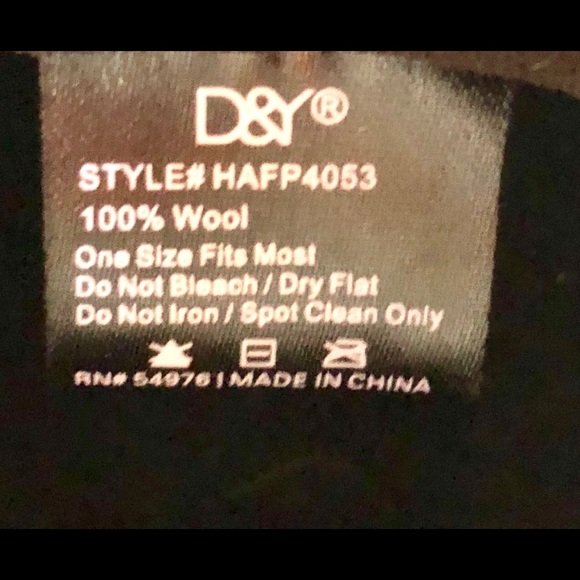 D&Y®
STYLE# HAFP4053
100% Wool
One Size Fits Most
Do Not Bleach / Dry Flat
Do Not Iron / Spot Clean Only
RN# 54976 | MADE IN CHINA